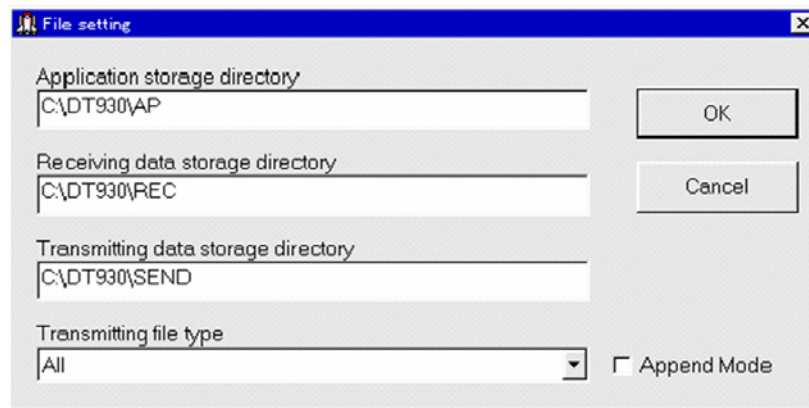 File setting
Application storage directory
C:\DT930\AP
OK
Receiving data storage directory
C:\DT930\REC
Cancel
Transmitting data storage directory
C:\DT930\SEND
Transmitting file type
All
Append Mode